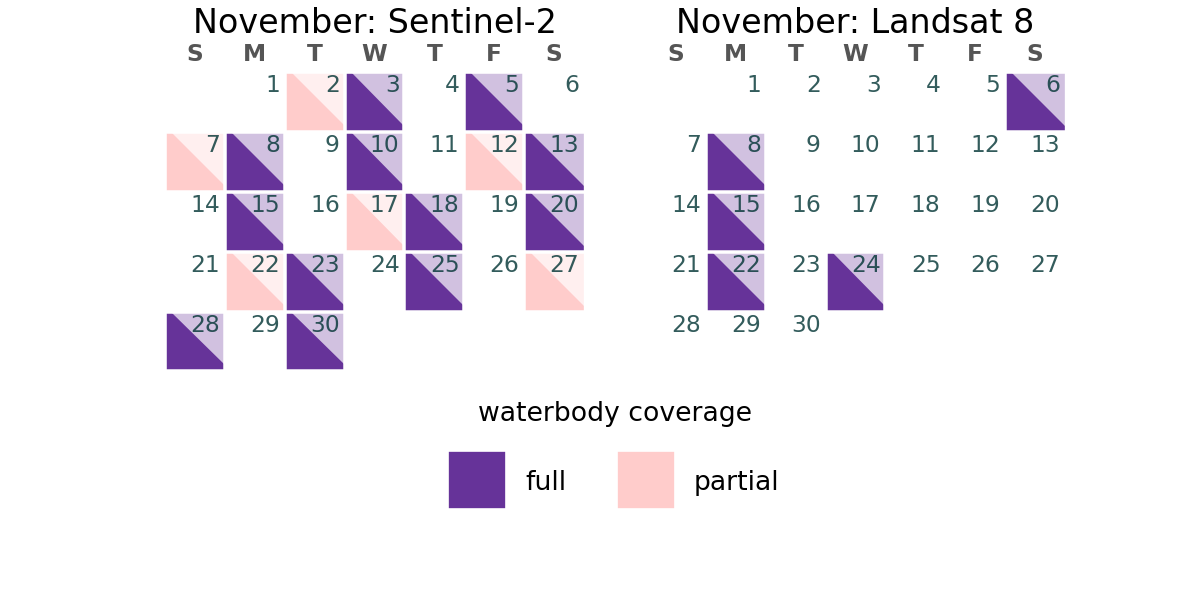 November: Sentinel-2
S M T W T F S
1 2 3 4 5 6
7 8 9 10 11 12 13
14 15 16 17 18 19 20
21 22 23 24 25 26 27
28 29 30
November: Landsat 8
S M T W T F S
1 2 3 4 5 6
7 8 9 10 11 12 13
14 15 16 17 18 19 20
21 22 23 24 25 26 27
28 29 30
waterbody coverage
full partial